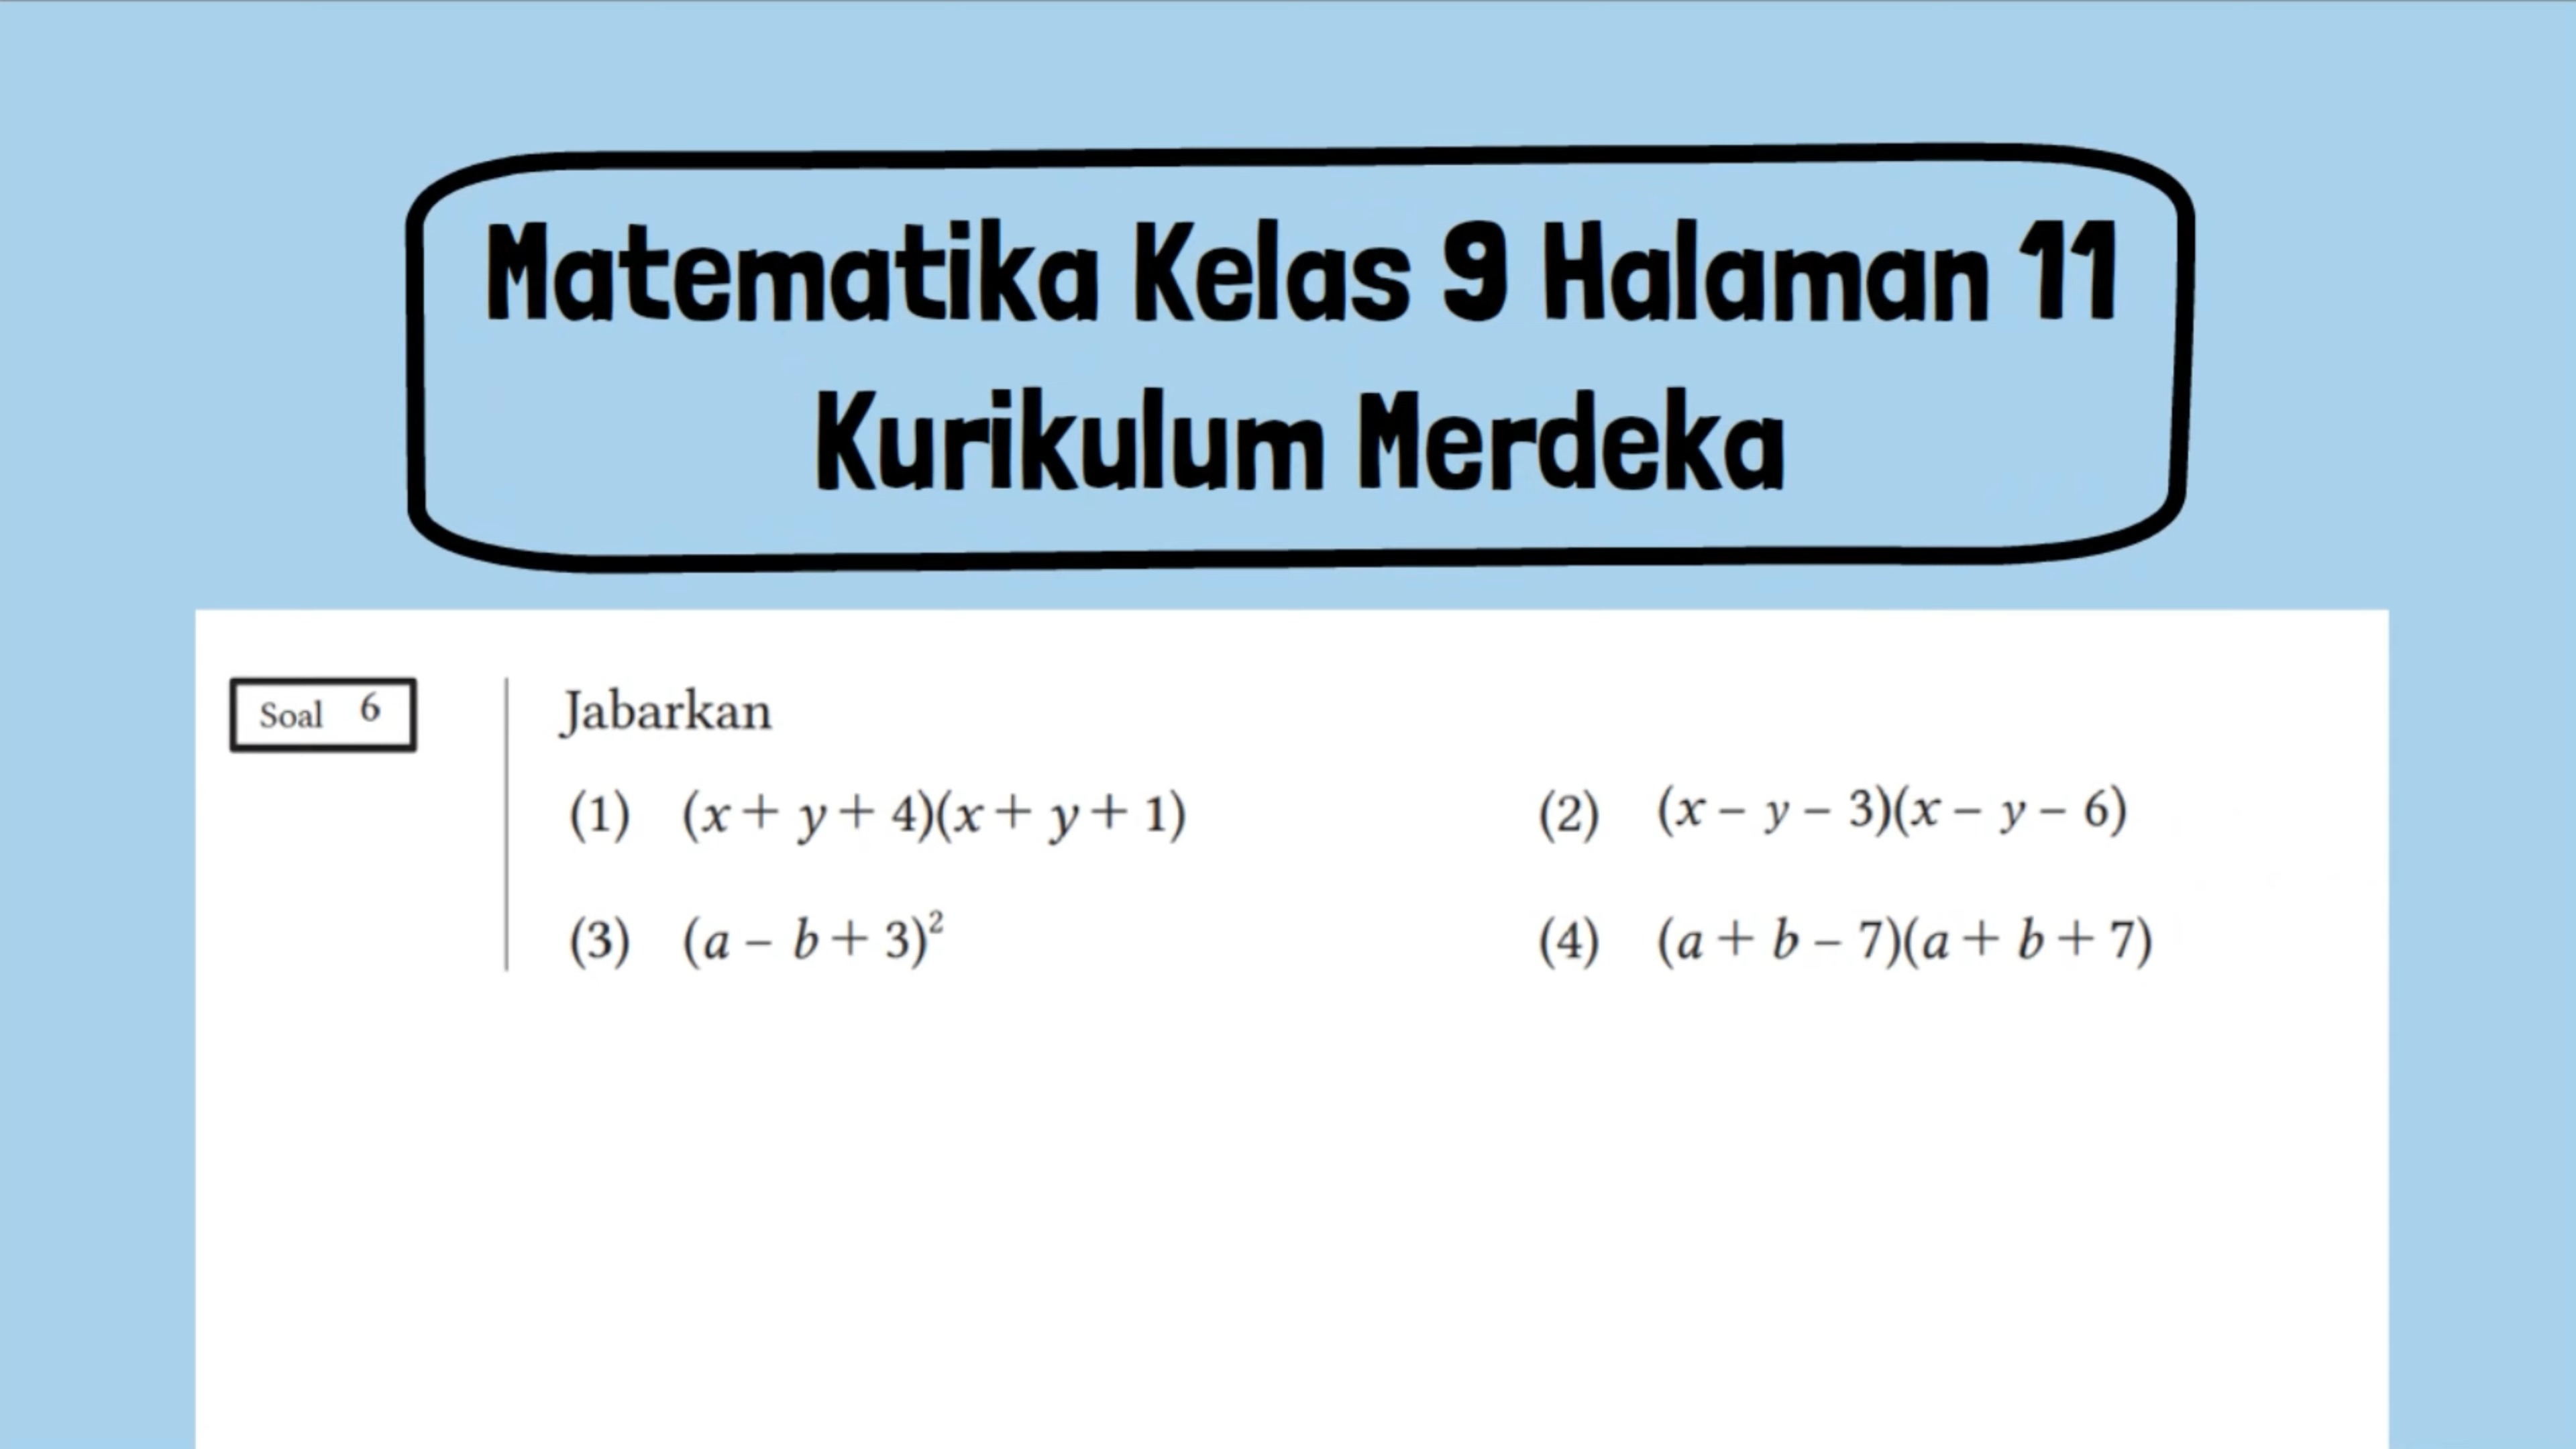 Matematika Kelas 9 Halaman 11
Kurikulum Merdeka
Soal 6
Jabarkan
(1) (x + y + 4)(x + y + 1)
(2) (x – y – 3)(x – y – 6)
(3) (a – b + 3)²
(4) (a + b – 7)(a + b + 7)